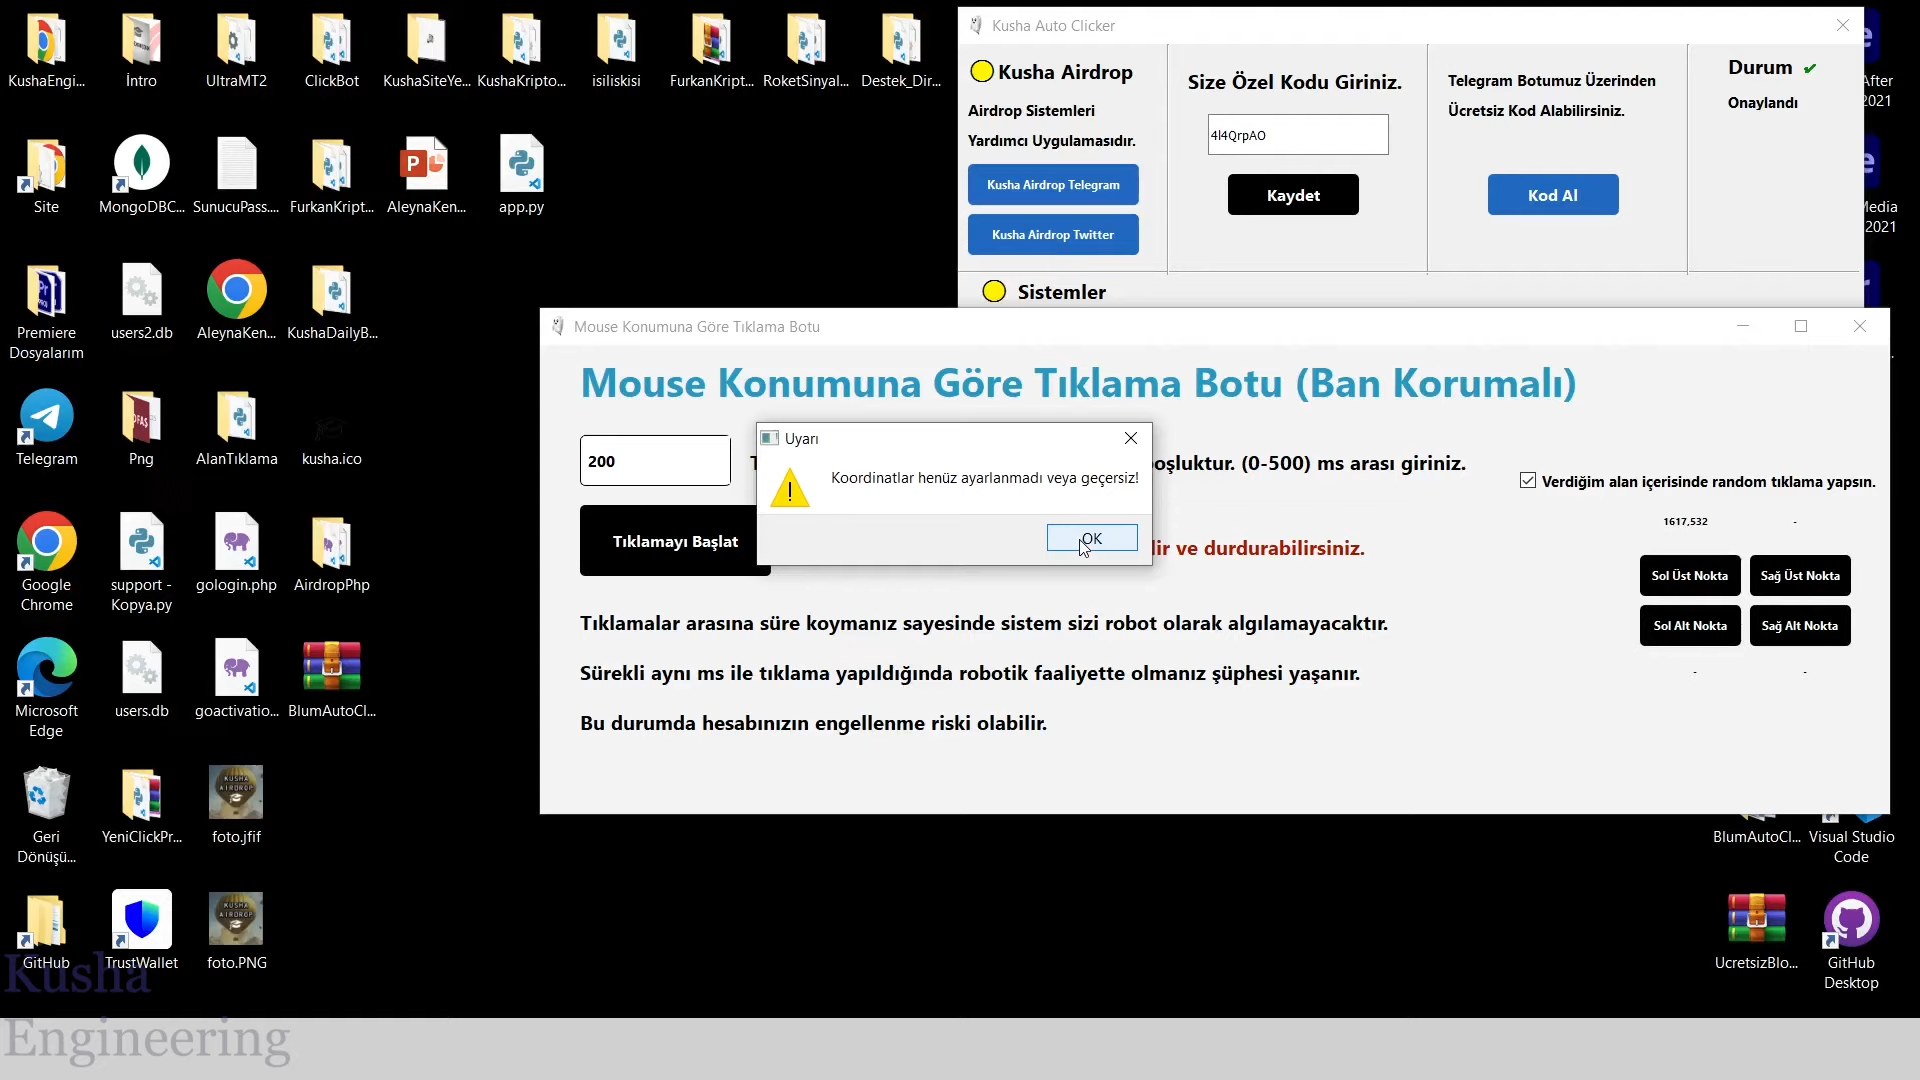 KushaEngi...
İntro
UltraMT2
ClickBot
KushaSiteYe...
KushaKripto...
isiliskisi
FurkanKript...
RoketSinyal...
Destek_Dir...
Site
MongoDBC...
SunucuPass....
FurkanKript...
AleynaKen...
app.py
Premiere
Dosyalarım
users2.db
AleynaKen...
KushaDailyB...
Telegram
Png
AlanTıklama
kusha.ico
Google
Chrome
support -
Kopya.py
gologin.php
AirdropPhp
Microsoft
Edge
users.db
goactivatio...
BlumAutoCl...
Geri
Dönüşü...
YeniClickPr...
foto.jfif
GitHub
TrustWallet
foto.PNG
Kusha
Engineering
Kusha Auto Clicker
Kusha Airdrop
Airdrop Sistemleri
Yardımcı Uygulamasıdır.
Kusha Airdrop Telegram
Kusha Airdrop Twitter
Size Özel Kodu Giriniz.
4l4QrpAO
Kaydet
Telegram Botumuz Üzerinden
Ücretsiz Kod Alabilirsiniz.
Kod Al
Durum ✔
Onaylandı
Sistemler
After
2021
Media
2021
Mouse Konumuna Göre Tıklama Botu
Mouse Konumuna Göre Tıklama Botu (Ban Korumalı)
200
oşluktur. (0-500) ms arası giriniz.
Tıklamayı Başlat
lir ve durdurabilirsiniz.
Uyarı
Koordinatlar henüz ayarlanmadı veya geçersiz!
OK
Verdiğim alan içerisinde random tıklama yapsın.
1617,532
-
Sol Üst Nokta
Sağ Üst Nokta
Sol Alt Nokta
Sağ Alt Nokta
-
-
Tıklamalar arasına süre koymanız sayesinde sistem sizi robot olarak algılamayacaktır.
Sürekli aynı ms ile tıklama yapıldığında robotik faaliyette olmanız şüphesi yaşanır.
Bu durumda hesabınızın engellenme riski olabilir.
BlumAutoCl...
Visual Studio
Code
UcretsizBlo...
GitHub
Desktop